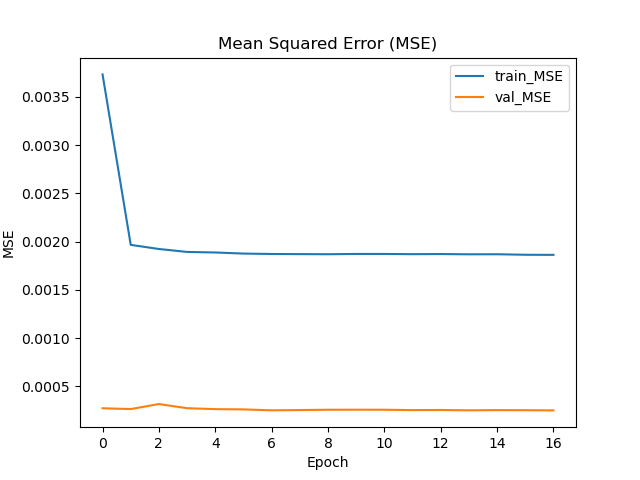 Mean Squared Error (MSE)
train_MSE
val_MSE
0.0035
0.0030
0.0025
0.0020
0.0015
0.0010
0.0005
MSE
0 2 4 6 8 10 12 14 16
Epoch